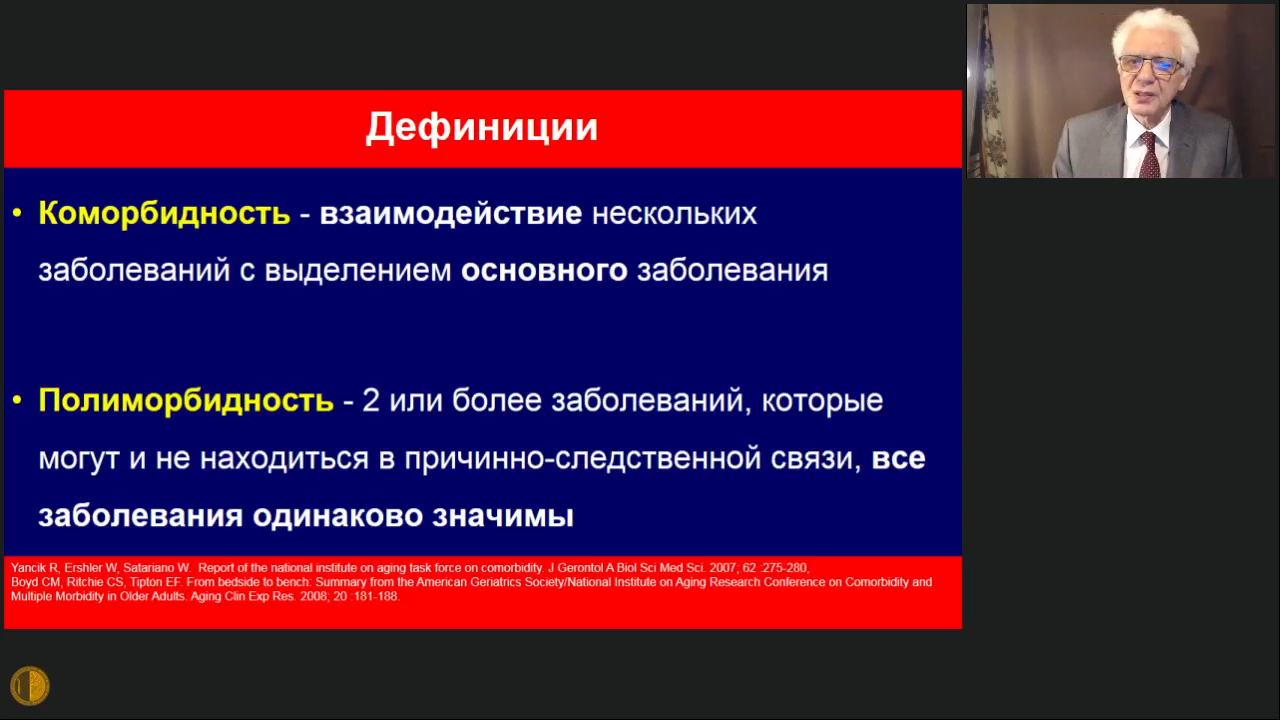 Дефиниции
• Коморбидность - взаимодействие нескольких
заболеваний с выделением основного заболевания
• Полиморбидность - 2 или более заболеваний, которые
могут и не находиться в причинно-следственной связи, все
заболевания одинаково значимы
Yancik R, Ershler W, Satariano W. Report of the national institute on aging task force on comorbidity. J Gerontol A Biol Sci Med Sci. 2007; 62 :275-280,
Boyd CM, Ritchie CS, Tipton EF. From bedside to bench: Summary from the American Geriatrics Society/National Institute on Aging Research Conference on Comorbidity and
Multiple Morbidity in Older Adults. Aging Clin Exp Res. 2008; 20 :181-188.